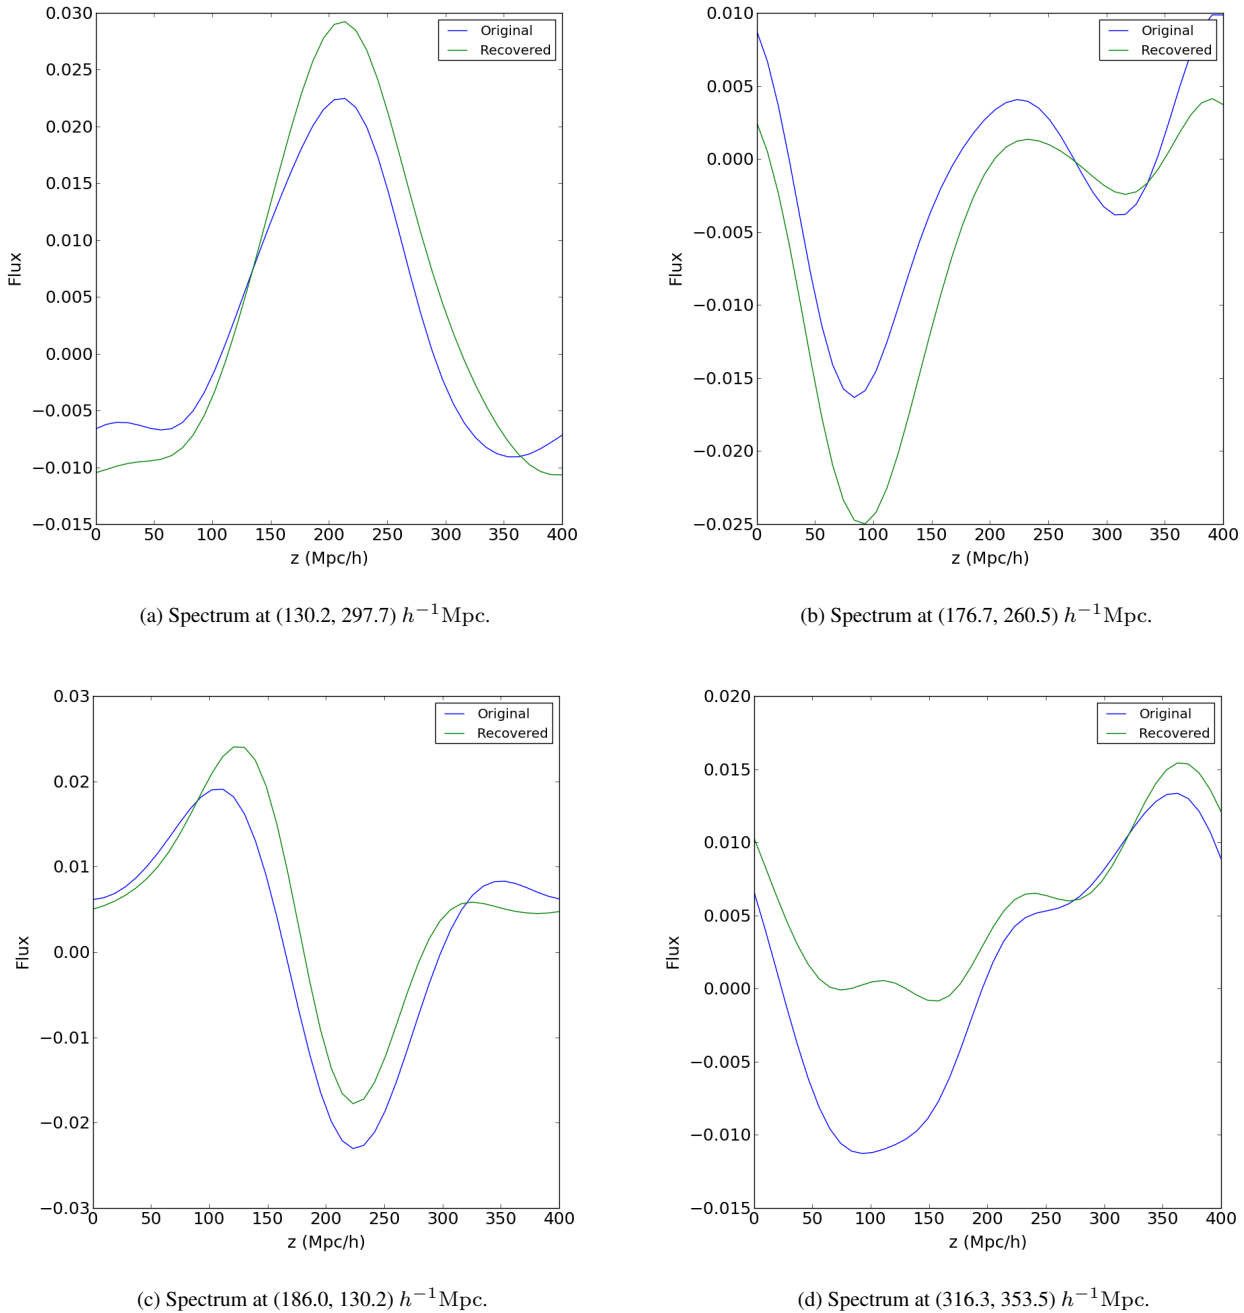 0.030
0.025
0.020
0.015
0.010
0.005
0.000
−0.005
−0.010
−0.015
Flux
0 50 100 150 200 250 300 350 400
z (Mpc/h)
Original
Recovered
(a) Spectrum at (130.2, 297.7) h⁻¹Mpc.
0.010
0.005
0.000
−0.005
−0.010
−0.015
−0.020
−0.025
Flux
0 50 100 150 200 250 300 350 400
z (Mpc/h)
Original
Recovered
(b) Spectrum at (176.7, 260.5) h⁻¹Mpc.
0.03
0.02
0.01
0.00
−0.01
−0.02
−0.03
Flux
0 50 100 150 200 250 300 350 400
z (Mpc/h)
Original
Recovered
(c) Spectrum at (186.0, 130.2) h⁻¹Mpc.
0.020
0.015
0.010
0.005
0.000
−0.005
−0.010
−0.015
Flux
0 50 100 150 200 250 300 350 400
z (Mpc/h)
Original
Recovered
(d) Spectrum at (316.3, 353.5) h⁻¹Mpc.